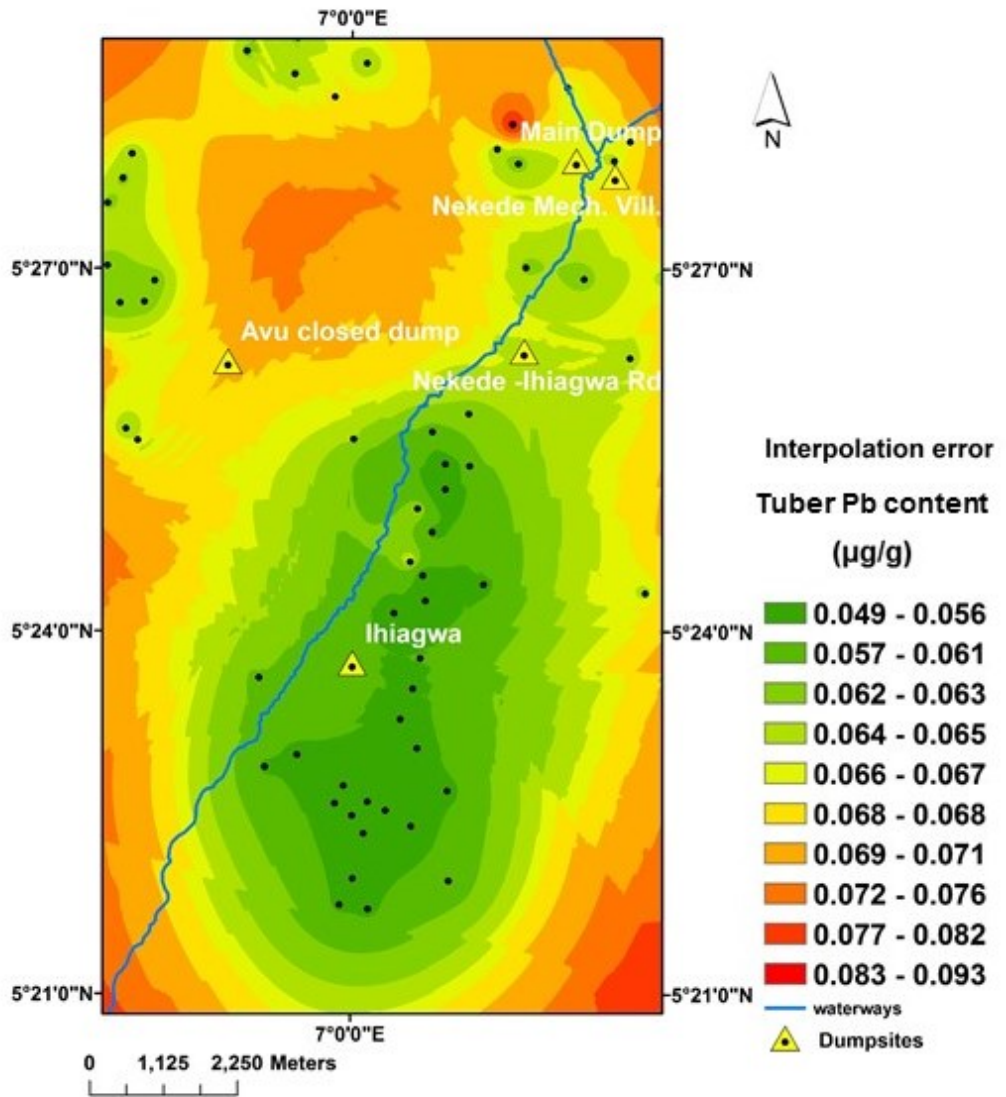 7°0'0"E
N
Main Dump
Nekede Mech. Vill.
5°27'0"N
5°27'0"N
Avu closed dump
Nekede -Ihiagwa Rd
Interpolation error
Tuber Pb content
(µg/g)
0.049 - 0.056
0.057 - 0.061
0.062 - 0.063
0.064 - 0.065
0.066 - 0.067
0.068 - 0.068
0.069 - 0.071
0.072 - 0.076
0.077 - 0.082
0.083 - 0.093
waterways
Dumpsites
5°24'0"N
5°24'0"N
Ihiagwa
5°21'0"N
5°21'0"N
7°0'0"E
0 1,125 2,250 Meters